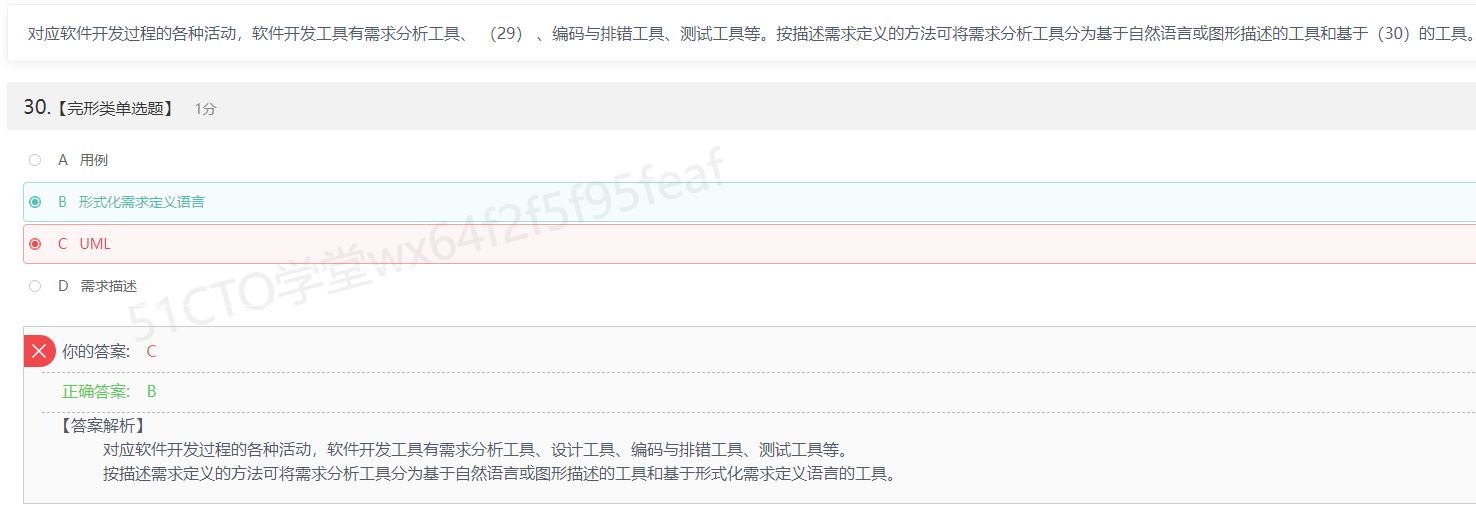 对应软件开发过程的各种活动，软件开发工具有需求分析工具、 （29） 、编码与排错工具、测试工具等。按描述需求定义的方法可将需求分析工具分为基于自然语言或图形描述的工具和基于（30）的工具。
30.【完形类单选题】 1分
A 用例
B 形式化需求定义语言
C UML
D 需求描述
51CTO学堂wx64f2f5f95feaf
你的答案: C
正确答案: B
【答案解析】
对应软件开发过程的各种活动，软件开发工具有需求分析工具、设计工具、编码与排错工具、测试工具等。
按描述需求定义的方法可将需求分析工具分为基于自然语言或图形描述的工具和基于形式化需求定义语言的工具。